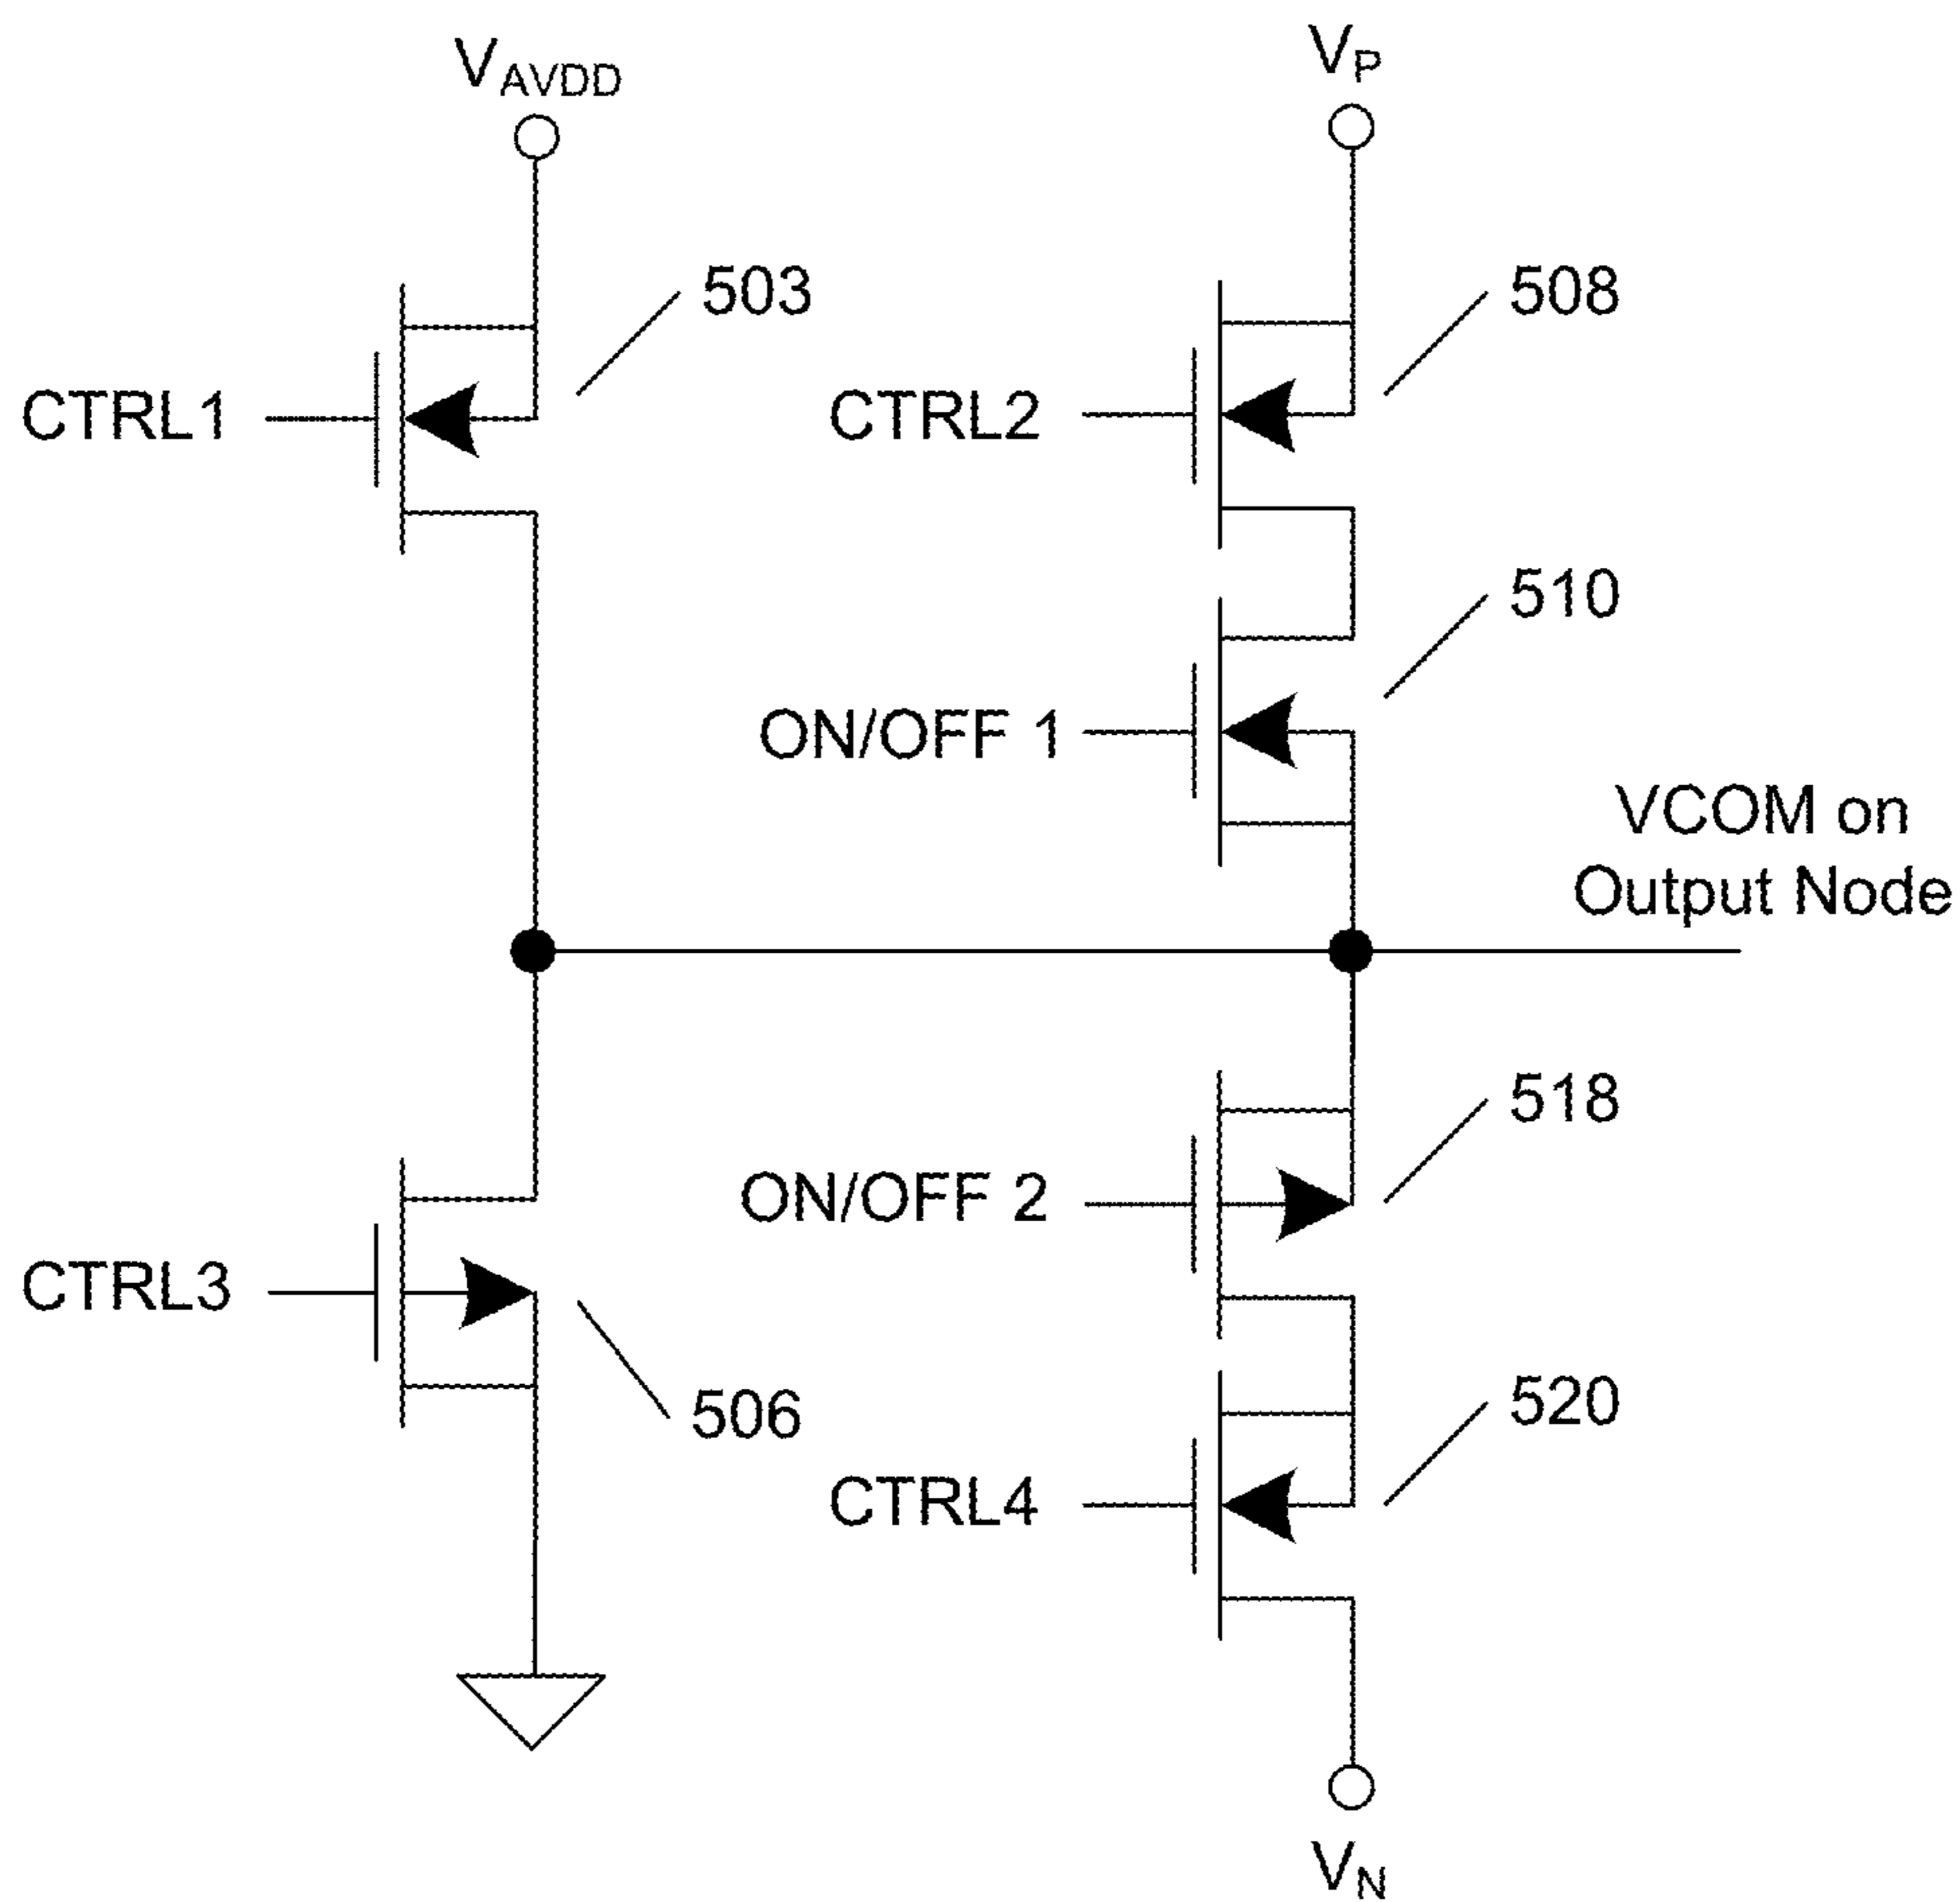 VAVDD
VP
503
508
CTRL1
CTRL2
510
ON/OFF 1
VCOM on
Output Node
518
ON/OFF 2
CTRL3
506
520
CTRL4
VN